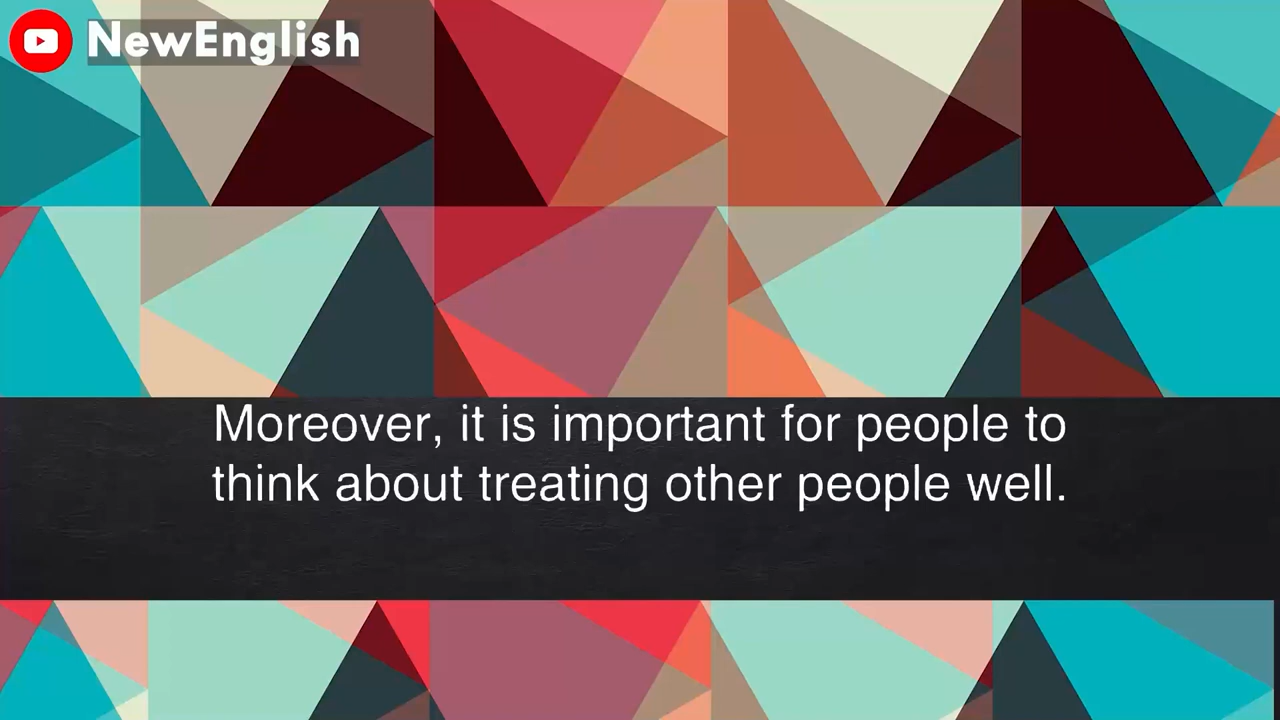 NewEnglish
Moreover, it is important for people to
think about treating other people well.